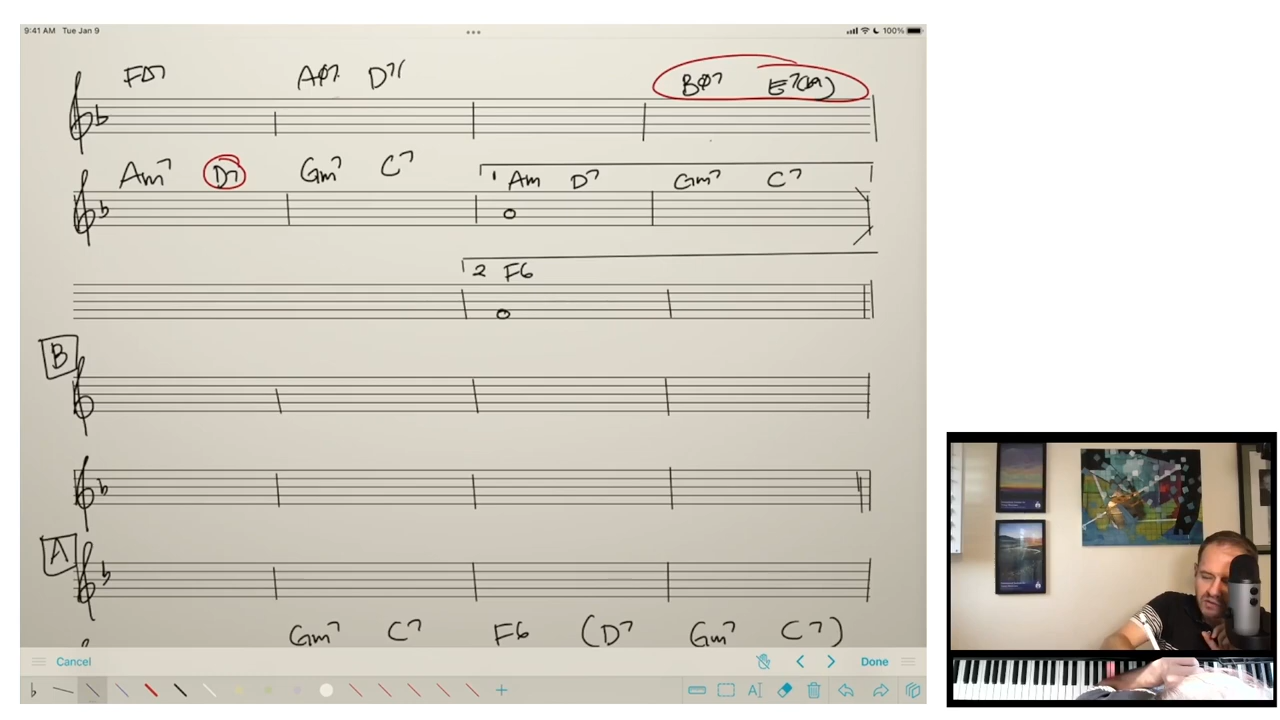 9:41 AM Tue Jan 9 100%
FΔ7 Aø7 D7 Bø7 E7(b9)
Am7 D7 Gm7 C7 1 Am D7 Gm7 C7
2 F6
B
A
Gm7 C7 F6 (D7 Gm7 C7)
Cancel Done